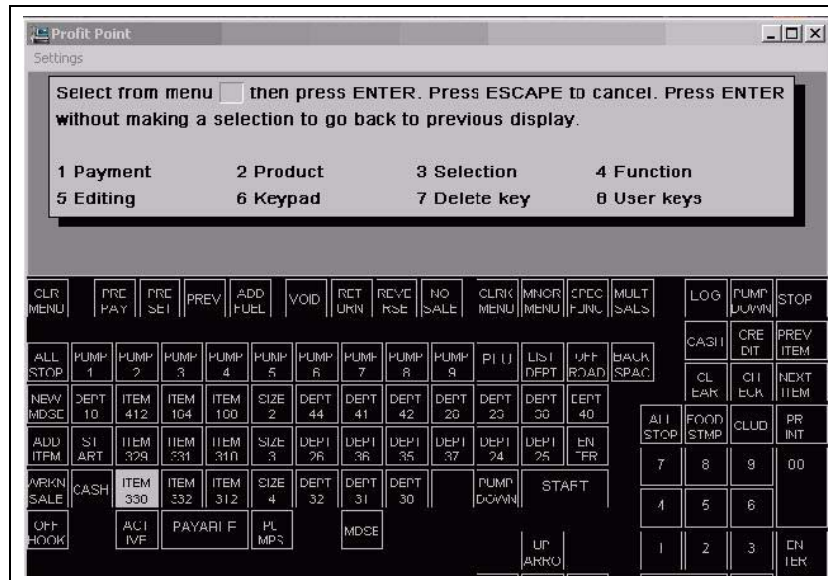 Profit Point
Settings
Select from menu then press ENTER. Press ESCAPE to cancel. Press ENTER
without making a selection to go back to previous display.
1 Payment 2 Product 3 Selection 4 Function
5 Editing 6 Keypad 7 Delete key 8 User keys
CLR MENU PRE PAY PRE SET PREV ADD FUEL VOID RET URN REVE RSE NO SALE CLRK MENU MNGR MENU SPEC FUNC MULT SALS LOG PUMP DOWN STOP
CASH CRE DIT PREV ITEM
ALL STOP PUMP 1 PUMP 2 PUMP 3 PUMP 4 PUMP 5 PUMP 6 PUMP 7 PUMP 8 PUMP 9 PLU LIST DEPT OFF ROAD BACK SPAC
CL EAR CH ECK NEXT ITEM
NEW MDSE DEPT 10 ITEM 412 ITEM ITEM SIZE 2 DEPT 44 DEPT 41 DEPT 42 DEPT DEPT DEPT DEPT 40
ALL STOP FOOD STMP CLUB PR INT
ADD ITEM ST ART ITEM 329 ITEM 331 ITEM 310 SIZE 3 DEPT 26 DEPT 36 DEPT 35 DEPT 37 DEPT 24 DEPT 25 EN TER
7 8 9 00
WRKN SALE CASH ITEM 330 ITEM 332 ITEM 312 SIZE 4 DEPT 32 DEPT 31 DEPT 30 PUMP DOWN START
4 5 6
OFF HOOK ACT IVE PAYABLE PU MPS MDSE
UP ARRO 1 2 3 EN TER